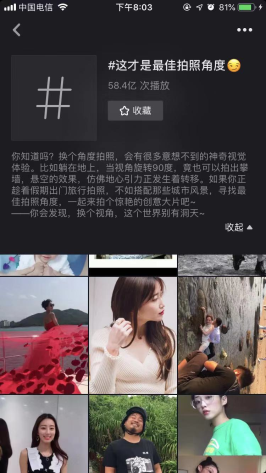 中国电信
下午8:03
81%
#这才是最佳拍照角度😏
58.4亿 次播放
收藏
你知道吗？换个角度拍照，会有很多意想不到的神奇视觉
体验。比如躺在地上，当视角旋转90度，竟也可以拍出攀
墙，悬空的效果，仿佛地心引力正发生着转移。如果你正
趁着假期出门旅行拍照，不如搭配那些城市风景，寻找最
佳拍照角度，一起来拍个惊艳的创意大片吧~
——你会发现，换个视角，这个世界别有洞天~
收起